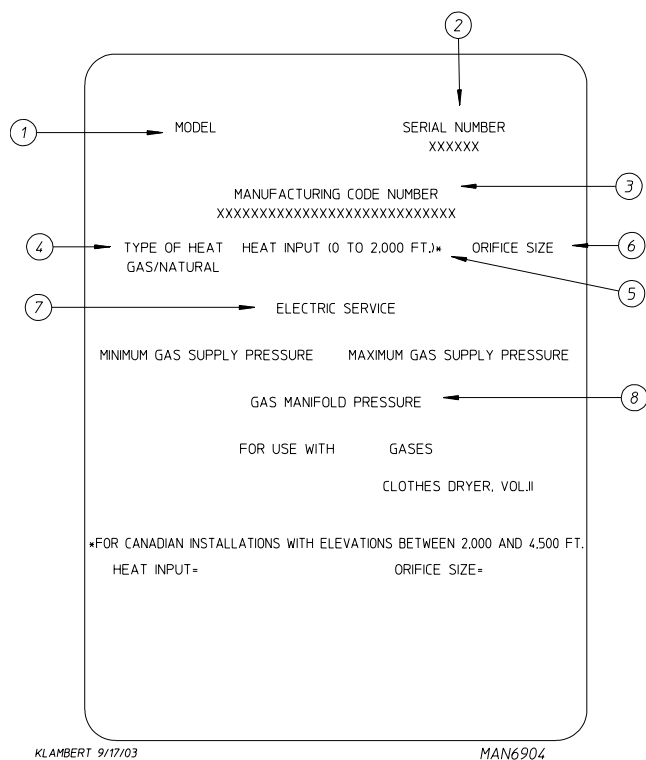 2
1 MODEL SERIAL NUMBER
XXXXXX
3
MANUFACTURING CODE NUMBER
XXXXXXXXXXXXXXXXXXXXXXXXXXXX
4 TYPE OF HEAT HEAT INPUT (0 TO 2,000 FT.)* ORIFICE SIZE 6
GAS/NATURAL
5
7 ELECTRIC SERVICE
MINIMUM GAS SUPPLY PRESSURE MAXIMUM GAS SUPPLY PRESSURE
GAS MANIFOLD PRESSURE 8
FOR USE WITH GASES
CLOTHES DRYER, VOL.II
*FOR CANADIAN INSTALLATIONS WITH ELEVATIONS BETWEEN 2,000 AND 4,500 FT.
HEAT INPUT= ORIFICE SIZE=
KLAMBERT 9/17/03 MAN6904